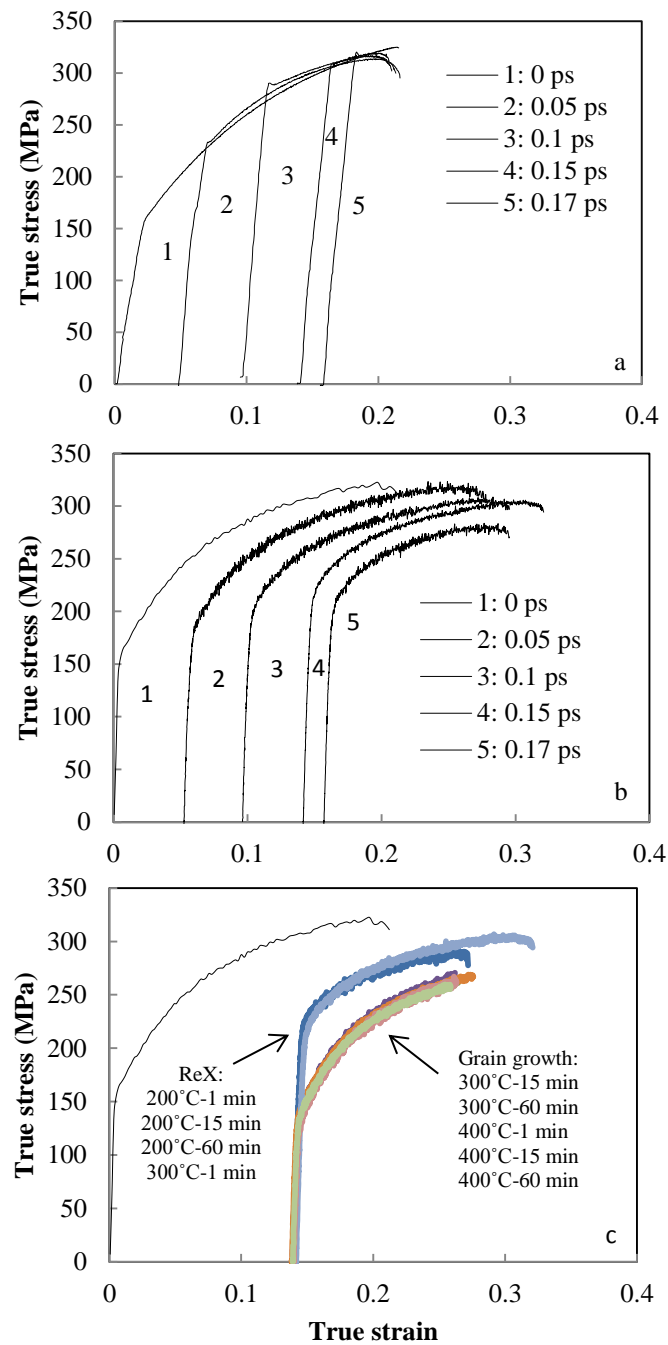 350
300
250
200
150
100
50
0
True stress (MPa)
1: 0 ps
2: 0.05 ps
3: 0.1 ps
4: 0.15 ps
5: 0.17 ps
1
2
3
4
5
a
0
0.1
0.2
0.3
0.4
350
300
250
200
150
100
50
0
True stress (MPa)
1: 0 ps
2: 0.05 ps
3: 0.1 ps
4: 0.15 ps
5: 0.17 ps
1
2
3
4
5
b
0
0.1
0.2
0.3
0.4
350
300
250
200
150
100
50
0
True stress (MPa)
ReX:
200˚C-1 min
200˚C-15 min
200˚C-60 min
300˚C-1 min
Grain growth:
300˚C-15 min
300˚C-60 min
400˚C-1 min
400˚C-15 min
400˚C-60 min
c
0
0.1
0.2
0.3
0.4
True strain